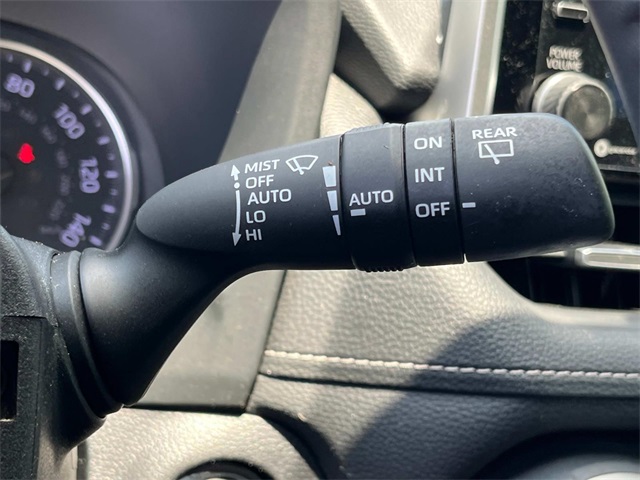 80
100
120
140
MIST
OFF
AUTO
LO
HI
AUTO
ON
INT
OFF
REAR
POWER
VOLUME